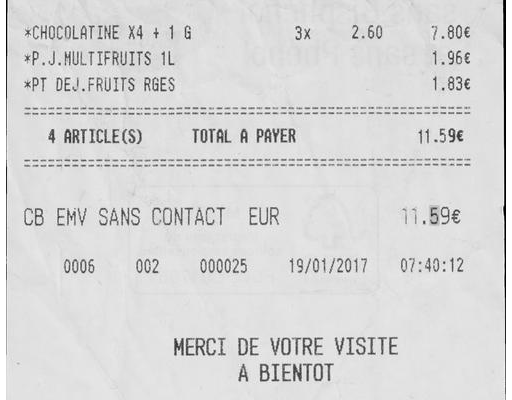 *CHOCOLATINE X4 + 1 G 3x 2.60 7.80€
*P.J.MULTIFRUITS 1L 1.96€
*PT DEJ.FRUITS RGES 1.83€
4 ARTICLE(S) TOTAL A PAYER 11.59€
CB EMV SANS CONTACT EUR 11.59€
0006 002 000025 19/01/2017 07:40:12
MERCI DE VOTRE VISITE
A BIENTOT